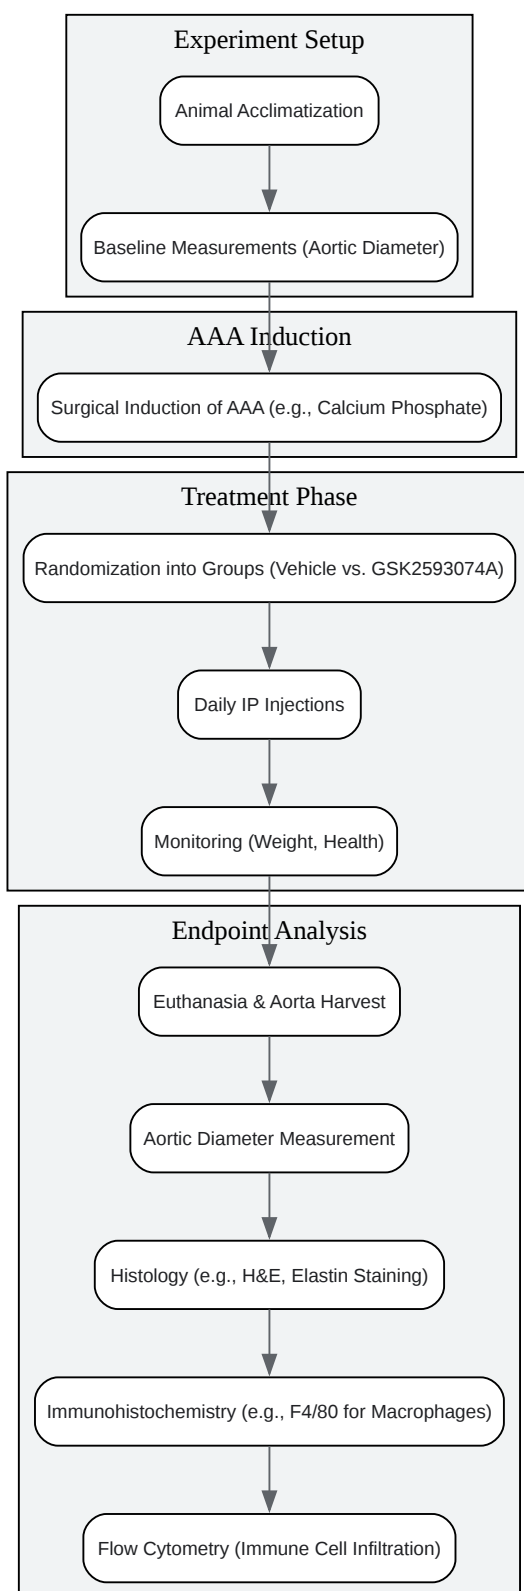 Experiment Setup
Animal Acclimatization
Baseline Measurements (Aortic Diameter)
AAA Induction
Surgical Induction of AAA (e.g., Calcium Phosphate)
Treatment Phase
Randomization into Groups (Vehicle vs. GSK2593074A)
Daily IP Injections
Monitoring (Weight, Health)
Endpoint Analysis
Euthanasia & Aorta Harvest
Aortic Diameter Measurement
Histology (e.g., H&E, Elastin Staining)
Immunohistochemistry (e.g., F4/80 for Macrophages)
Flow Cytometry (Immune Cell Infiltration)